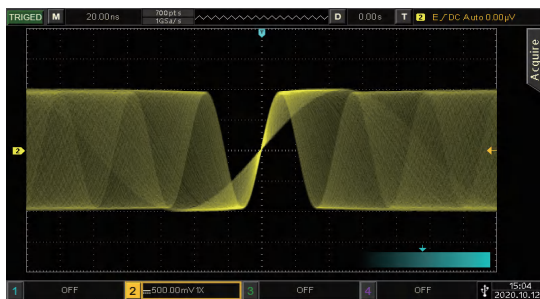 TRIGED M 20.00ns 700pts 1GSa/s D 0.00s T 2 E DC Auto 0.00μV
Acquire
2
1 OFF 2 500.00mV 1X 3 OFF 4 OFF 15:04
2020.10.12